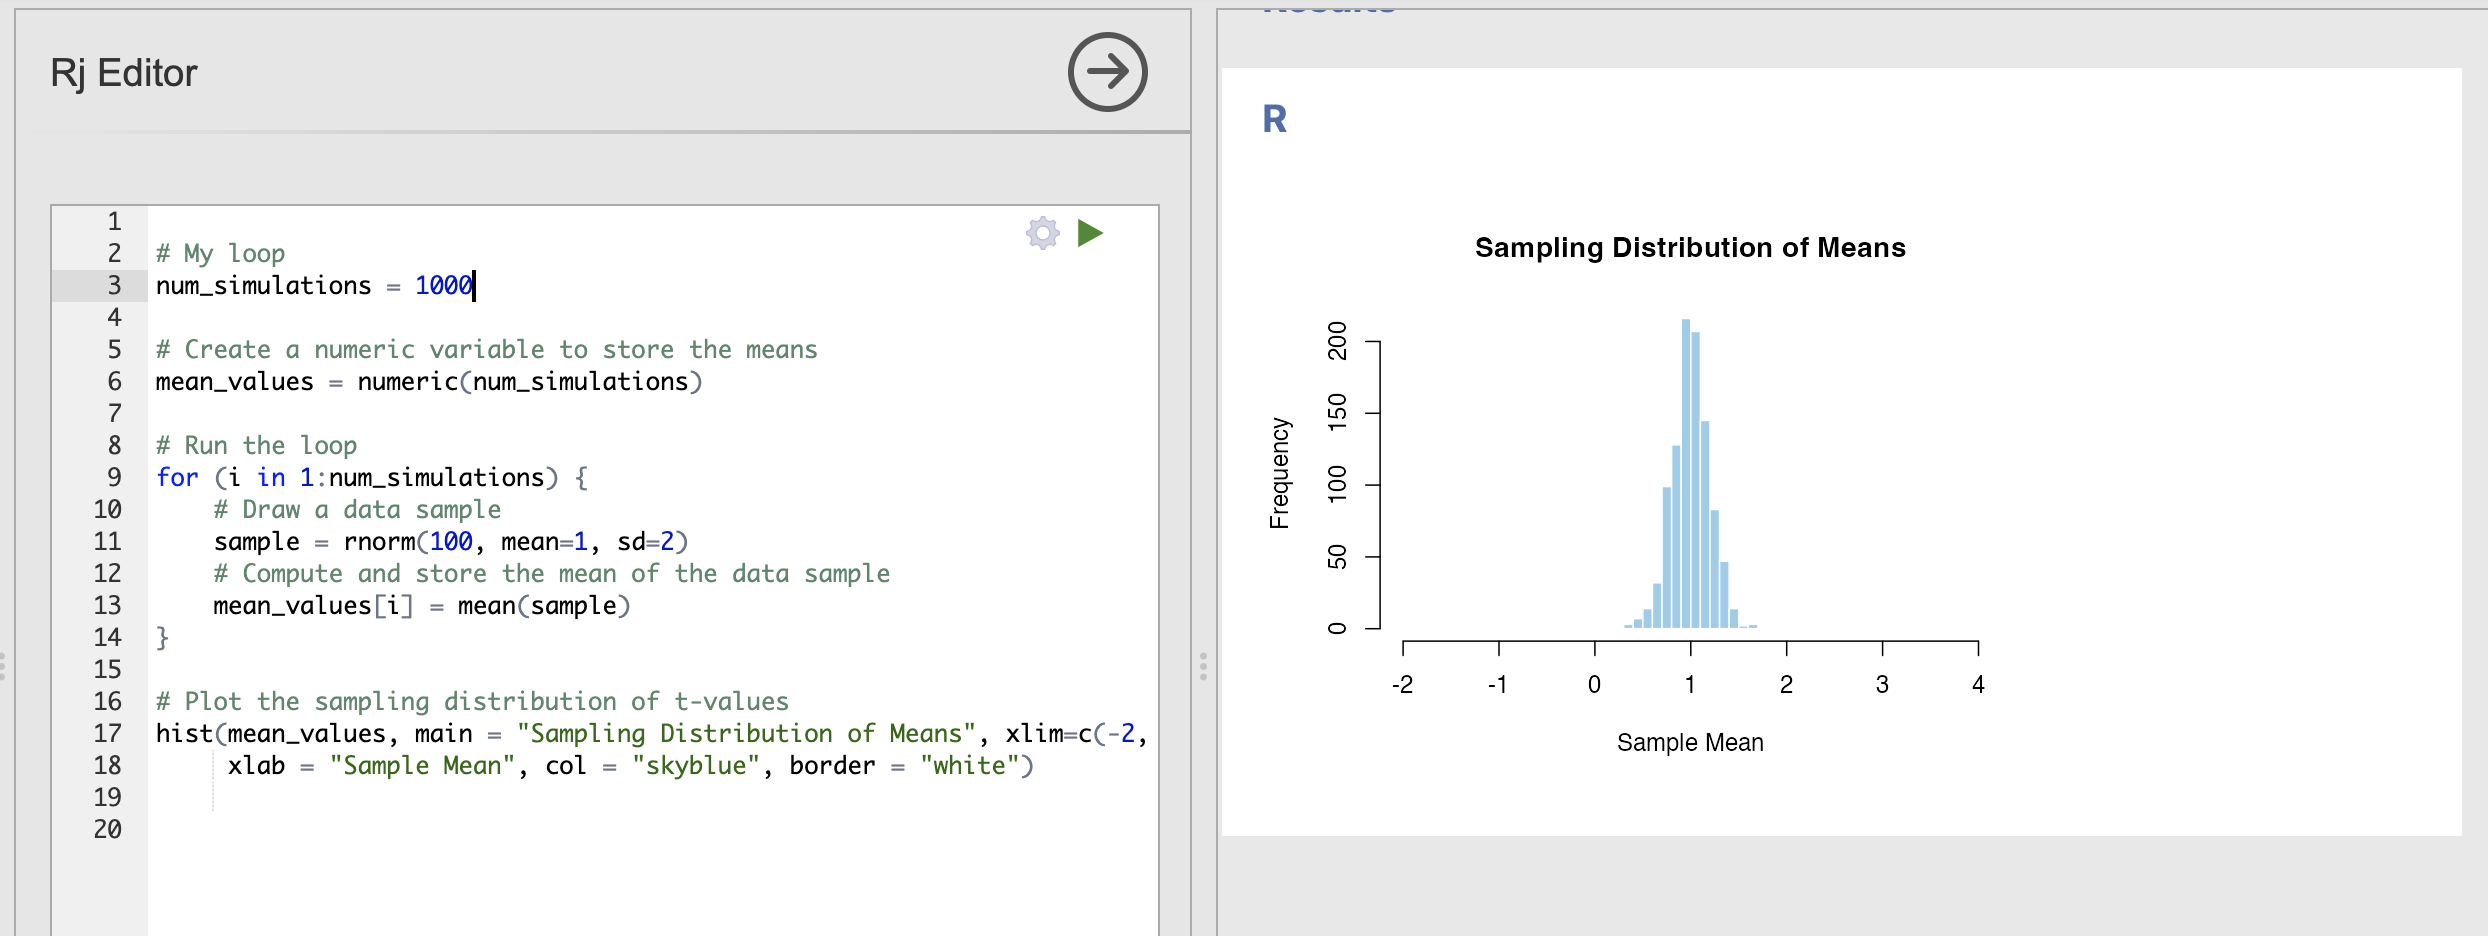 Rj Editor
1
2 # My loop
3 num_simulations = 1000
4
5 # Create a numeric variable to store the means
6 mean_values = numeric(num_simulations)
7
8 # Run the loop
9 for (i in 1:num_simulations) {
10 # Draw a data sample
11 sample = rnorm(100, mean=1, sd=2)
12 # Compute and store the mean of the data sample
13 mean_values[i] = mean(sample)
14 }
15
16 # Plot the sampling distribution of t-values
17 hist(mean_values, main = "Sampling Distribution of Means", xlim=c(-2,
18 xlab = "Sample Mean", col = "skyblue", border = "white")
19
20
R
Sampling Distribution of Means
Frequency
200
150
100
50
0
-2 -1 0 1 2 3 4
Sample Mean